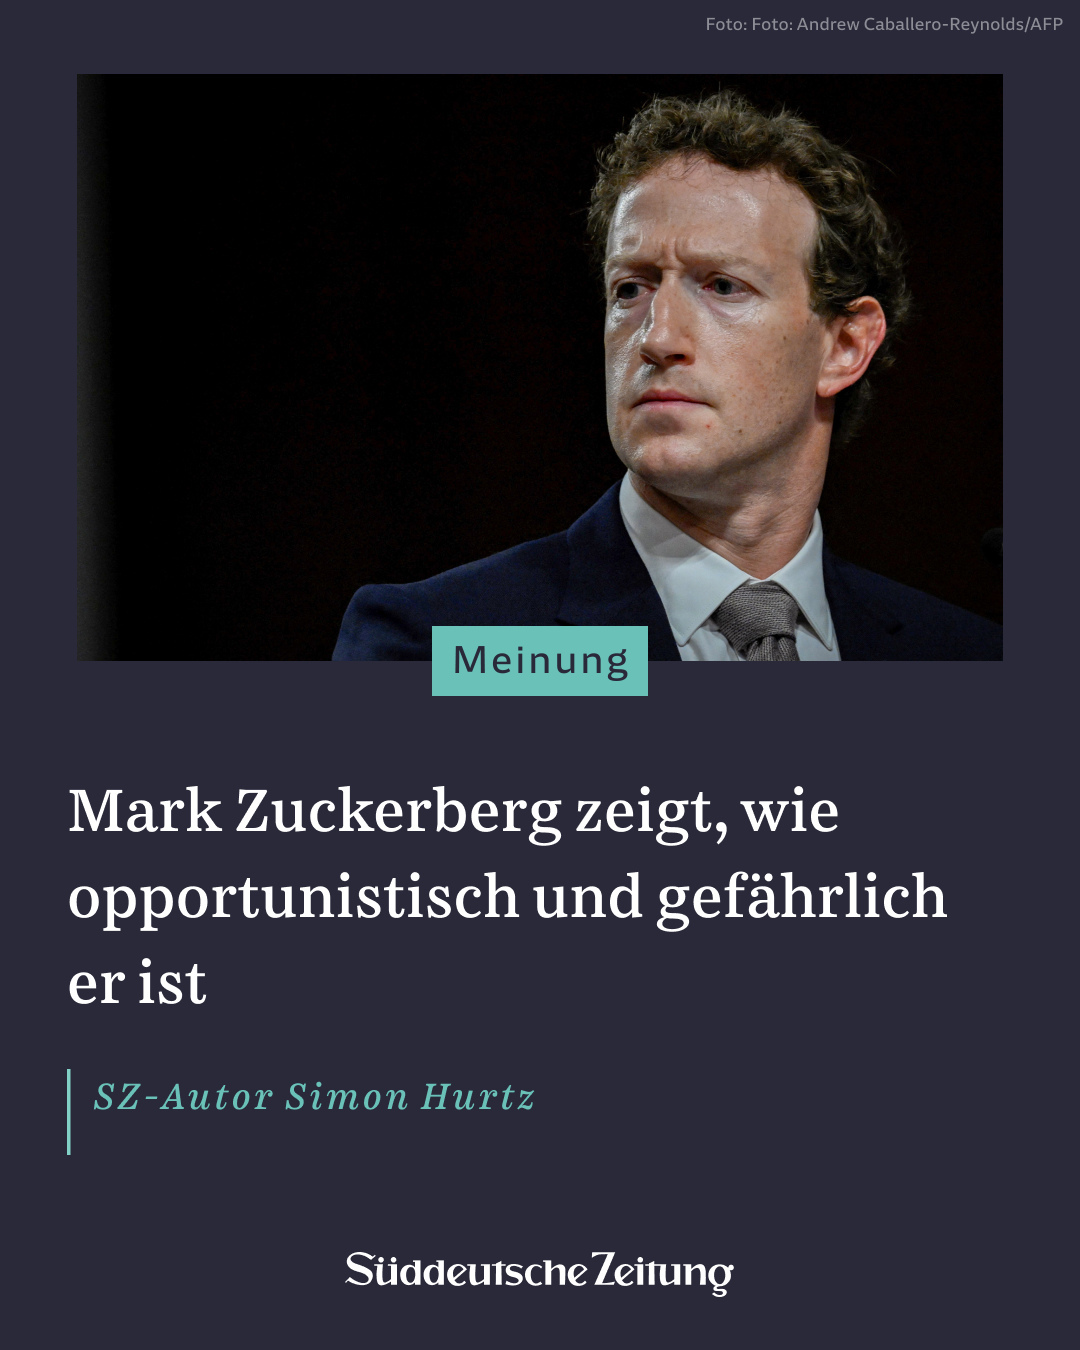 Foto: Foto: Andrew Caballero-Reynolds/AFP
Meinung
Mark Zuckerberg zeigt, wie
opportunistisch und gefährlich
er ist
SZ-Autor Simon Hurtz
Süddeutsche Zeitung